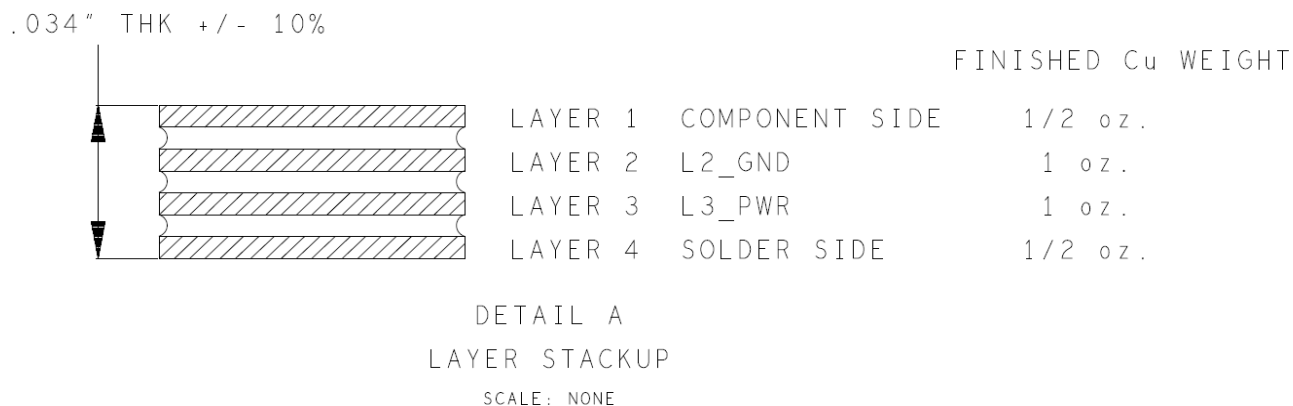 .034" THK +/- 10%
FINISHED Cu WEIGHT
LAYER 1 COMPONENT SIDE 1/2 oz.
LAYER 2 L2_GND 1 oz.
LAYER 3 L3_PWR 1 oz.
LAYER 4 SOLDER SIDE 1/2 oz.
DETAIL A
LAYER STACKUP
SCALE: NONE